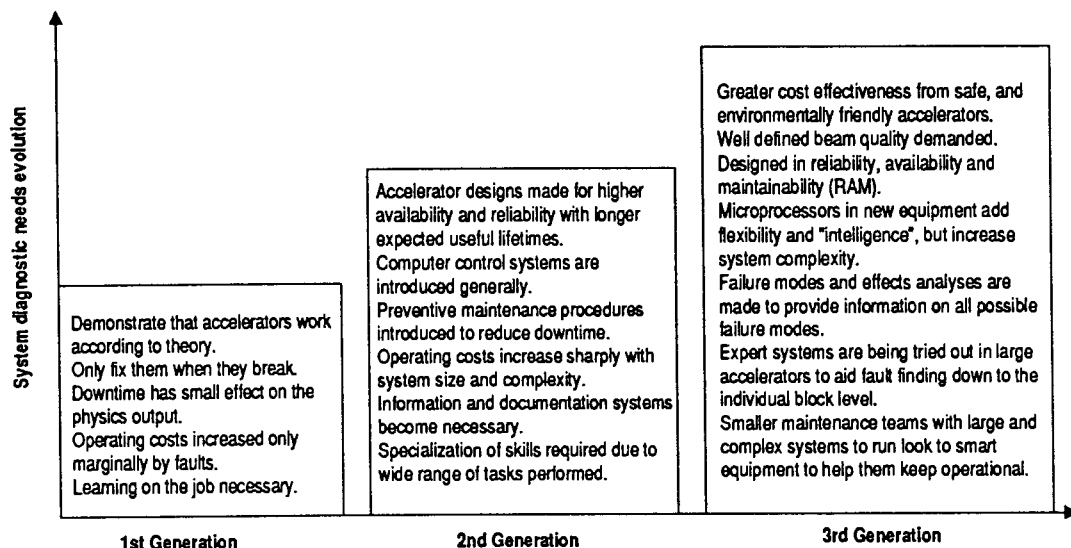 System diagnostic needs evolution
Demonstrate that accelerators work
according to theory.
Only fix them when they break.
Downtime has small effect on the
physics output.
Operating costs increased only
marginally by faults.
Learning on the job necessary.
1st Generation
Accelerator designs made for higher
availability and reliability with longer
expected useful lifetimes.
Computer control systems are
introduced generally.
Preventive maintenance procedures
introduced to reduce downtime.
Operating costs increase sharply with
system size and complexity.
Information and documentation systems
become necessary.
Specialization of skills required due to
wide range of tasks performed.
2nd Generation
Greater cost effectiveness from safe, and
environmentally friendly accelerators.
Well defined beam quality demanded.
Designed in reliability, availability and
maintainability (RAM).
Microprocessors in new equipment add
flexibility and "intelligence", but increase
system complexity.
Failure modes and effects analyses are
made to provide information on all possible
failure modes.
Expert systems are being tried out in large
accelerators to aid fault finding down to the
individual block level.
Smaller maintenance teams with large and
complex systems to run look to smart
equipment to help them keep operational.
3rd Generation